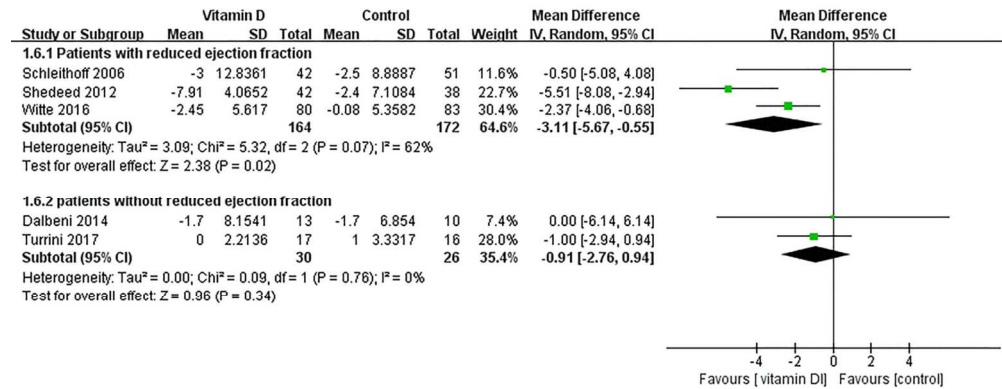 Vitamin D Control Mean Difference Mean Difference
Study or Subgroup Mean SD Total Mean SD Total Weight IV, Random, 95% CI IV, Random, 95% CI
1.6.1 Patients with reduced ejection fraction
Schleithoff 2006 -3 12.8361 42 -2.5 8.8887 51 11.6% -0.50 [-5.08, 4.08]
Shedeed 2012 -7.91 4.0652 42 -2.4 7.1084 38 22.7% -5.51 [-8.08, -2.94]
Witte 2016 -2.45 5.617 80 -0.08 5.3582 83 30.4% -2.37 [-4.06, -0.68]
Subtotal (95% CI) 164 172 64.6% -3.11 [-5.67, -0.55]
Heterogeneity: Tau² = 3.09; Chi² = 5.32, df = 2 (P = 0.07); I² = 62%
Test for overall effect: Z = 2.38 (P = 0.02)
1.6.2 patients without reduced ejection fraction
Dalbeni 2014 -1.7 8.1541 13 -1.7 6.854 10 7.4% 0.00 [-6.14, 6.14]
Turrini 2017 0 2.2136 17 1 3.3317 16 28.0% -1.00 [-2.94, 0.94]
Subtotal (95% CI) 30 26 35.4% -0.91 [-2.76, 0.94]
Heterogeneity: Tau² = 0.00; Chi² = 0.09, df = 1 (P = 0.76); I² = 0%
Test for overall effect: Z = 0.96 (P = 0.34)
-4 -2 0 2 4
Favours [vitamin DI] Favours [control]